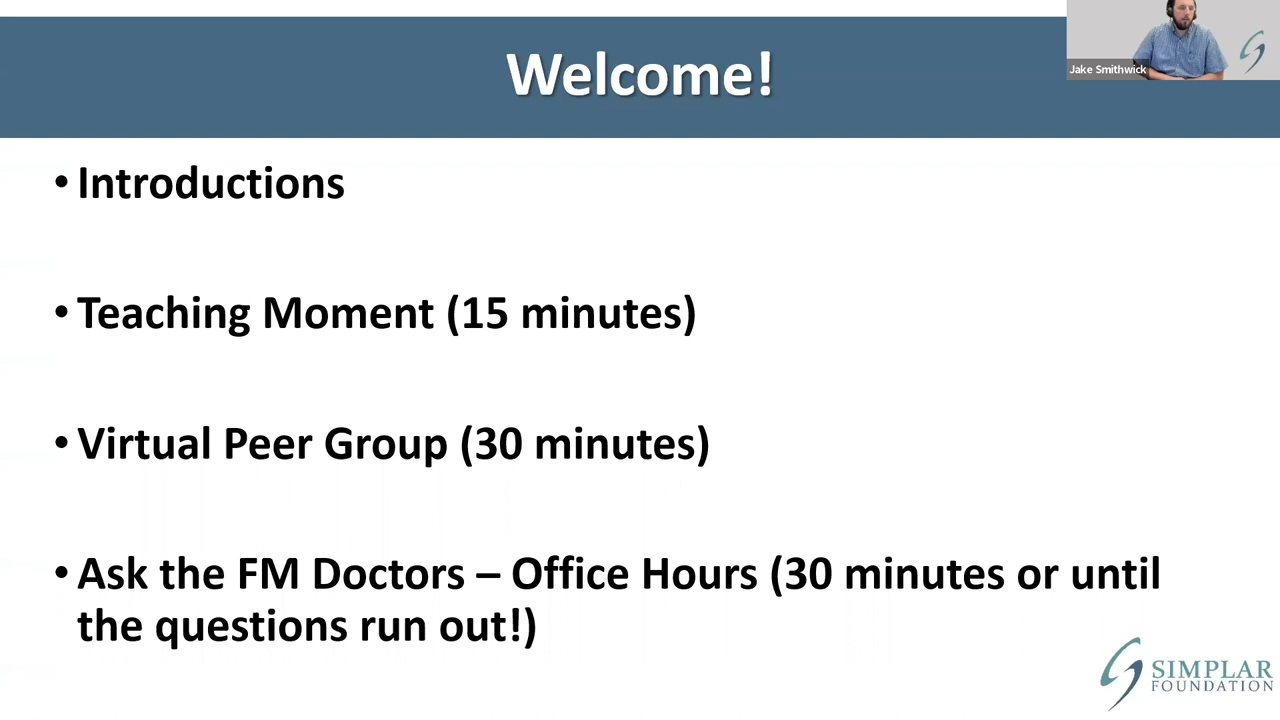 Welcome!
Jake Smithwick
• Introductions
• Teaching Moment (15 minutes)
• Virtual Peer Group (30 minutes)
• Ask the FM Doctors – Office Hours (30 minutes or until
the questions run out!)
SIMPLAR
FOUNDATION